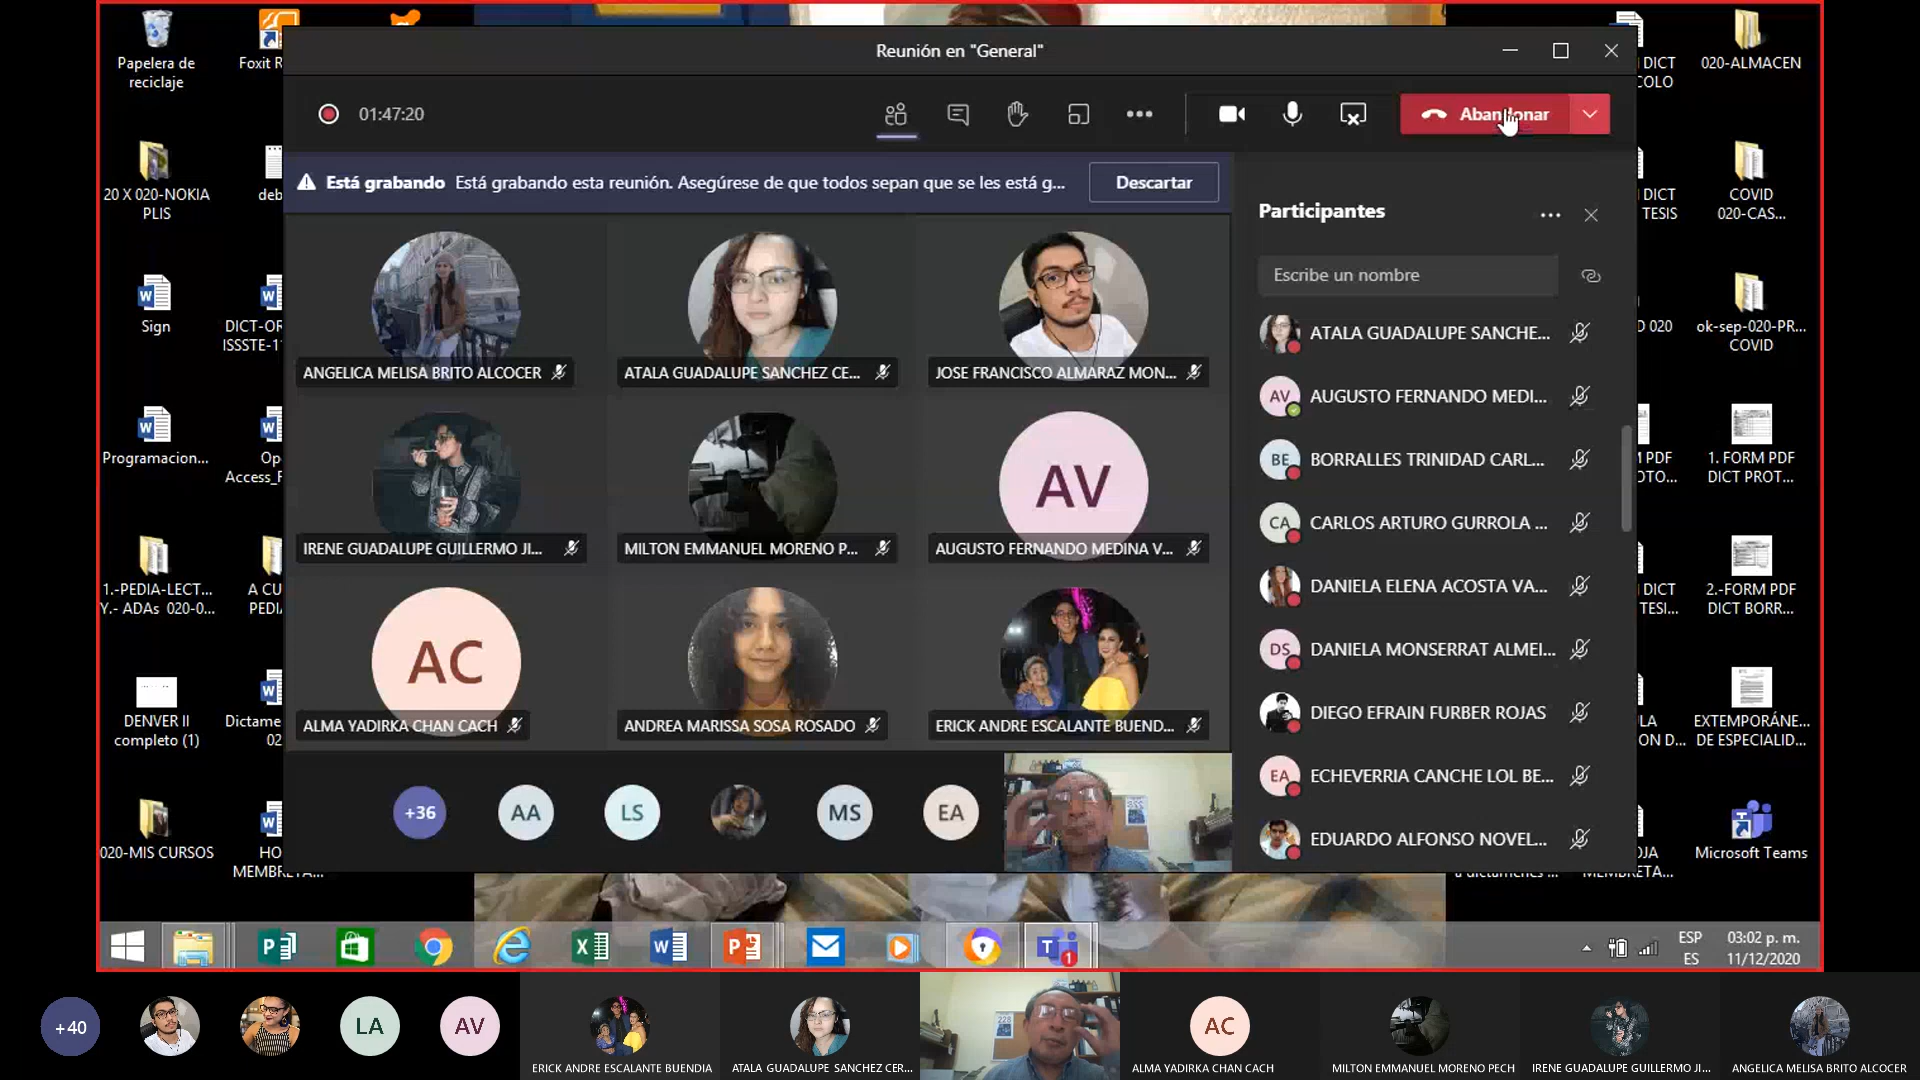 Reunión en "General"
01:47:20
Abandonar
Está grabando Está grabando esta reunión. Asegúrese de que todos sepan que se les está g...
Descartar
ANGELICA MELISA BRITO ALCOCER
ATALA GUADALUPE SANCHEZ CE...
JOSE FRANCISCO ALMARAZ MON...
IRENE GUADALUPE GUILLERMO JI...
MILTON EMMANUEL MORENO P...
AV
AUGUSTO FERNANDO MEDINA V...
AC
ALMA YADIRKA CHAN CACH
ANDREA MARISSA SOSA ROSADO
ERICK ANDRE ESCALANTE BUEND...
+36
AA
LS
MS
EA
Participantes
Escribe un nombre
ATALA GUADALUPE SANCHE...
AV AUGUSTO FERNANDO MEDI...
BE BORRALLES TRINIDAD CARL...
CA CARLOS ARTURO GURROLA ...
DANIELA ELENA ACOSTA VA...
DS DANIELA MONSERRAT ALMEI...
DIEGO EFRAIN FURBER ROJAS
EA ECHEVERRIA CANCHE LOL BE...
EDUARDO ALFONSO NOVEL...
Papelera de
reciclaje
Foxit R
20 X 020-NOKIA
PLIS
deb
Sign
DICT-OR
ISSSTE-1
Programacion...
Op
Access_F
1.-PEDIA-LECT...
Y.- ADAs 020-0...
A CU
PEDI
DENVER II
completo (1)
Dictame
02
020-MIS CURSOS
HO
MEMBRETA...
DICT
COLO
020-ALMACEN
DICT
TESIS
COVID
020-CAS...
020
ok-sep-020-PR...
COVID
PDF
OTO...
1. FORM PDF
DICT PROT...
DICT
TESI...
2.-FORM PDF
DICT BORR...
ULA
ON D...
EXTEMPORÁNE...
DE ESPECIALID...
OJA
MEMBRETA...
Microsoft Teams
a dictamenes ...
1
ESP
ES
03:02 p. m.
11/12/2020
+40
LA
AV
ERICK ANDRE ESCALANTE BUENDIA
ATALA GUADALUPE SANCHEZ CER...
AC
ALMA YADIRKA CHAN CACH
MILTON EMMANUEL MORENO PECH
IRENE GUADALUPE GUILLERMO JI...
ANGELICA MELISA BRITO ALCOCER